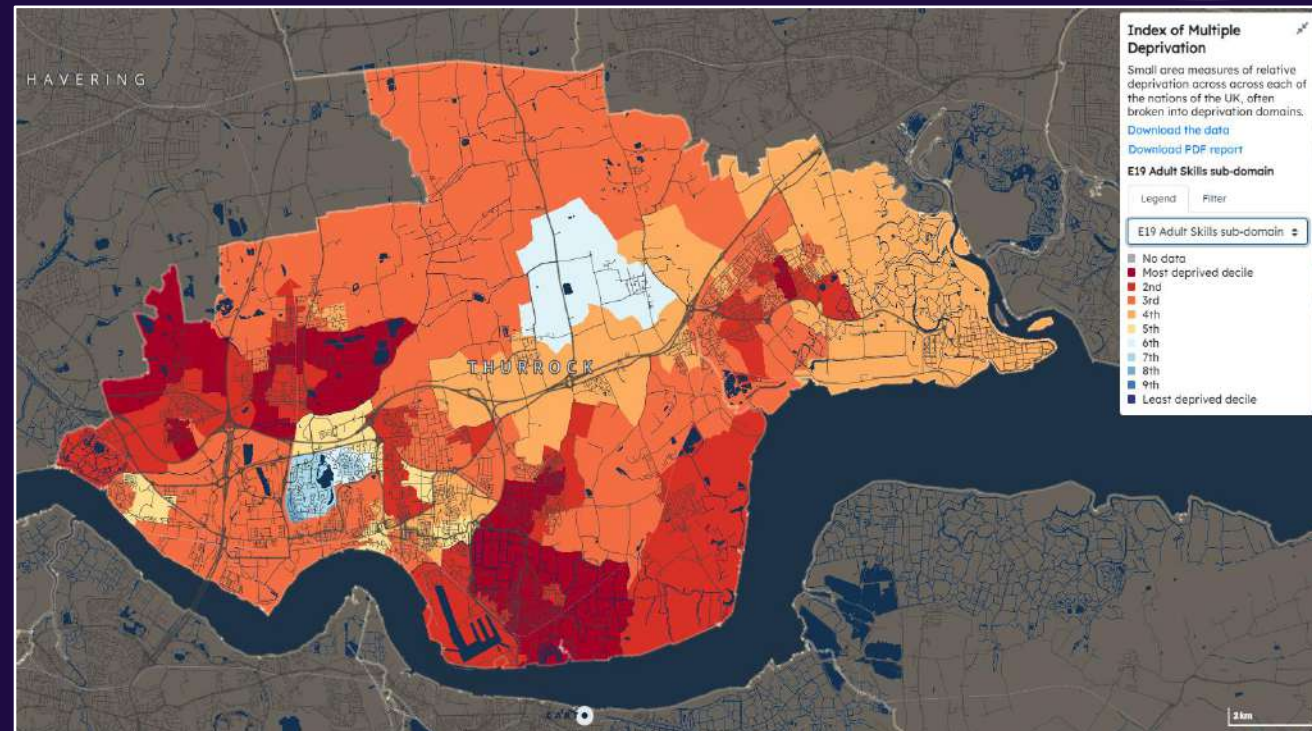 HAVERING
THURROCK
Index of Multiple
Deprivation
Small area measures of relative
deprivation across across each of
the nations of the UK, often
broken into deprivation domains.
Download the data
Download PDF report
E19 Adult Skills sub-domain
Legend
Filter
E19 Adult Skills sub-domain
No data
Most deprived decile
2nd
3rd
4th
5th
6th
7th
8th
9th
Least deprived decile
2 km